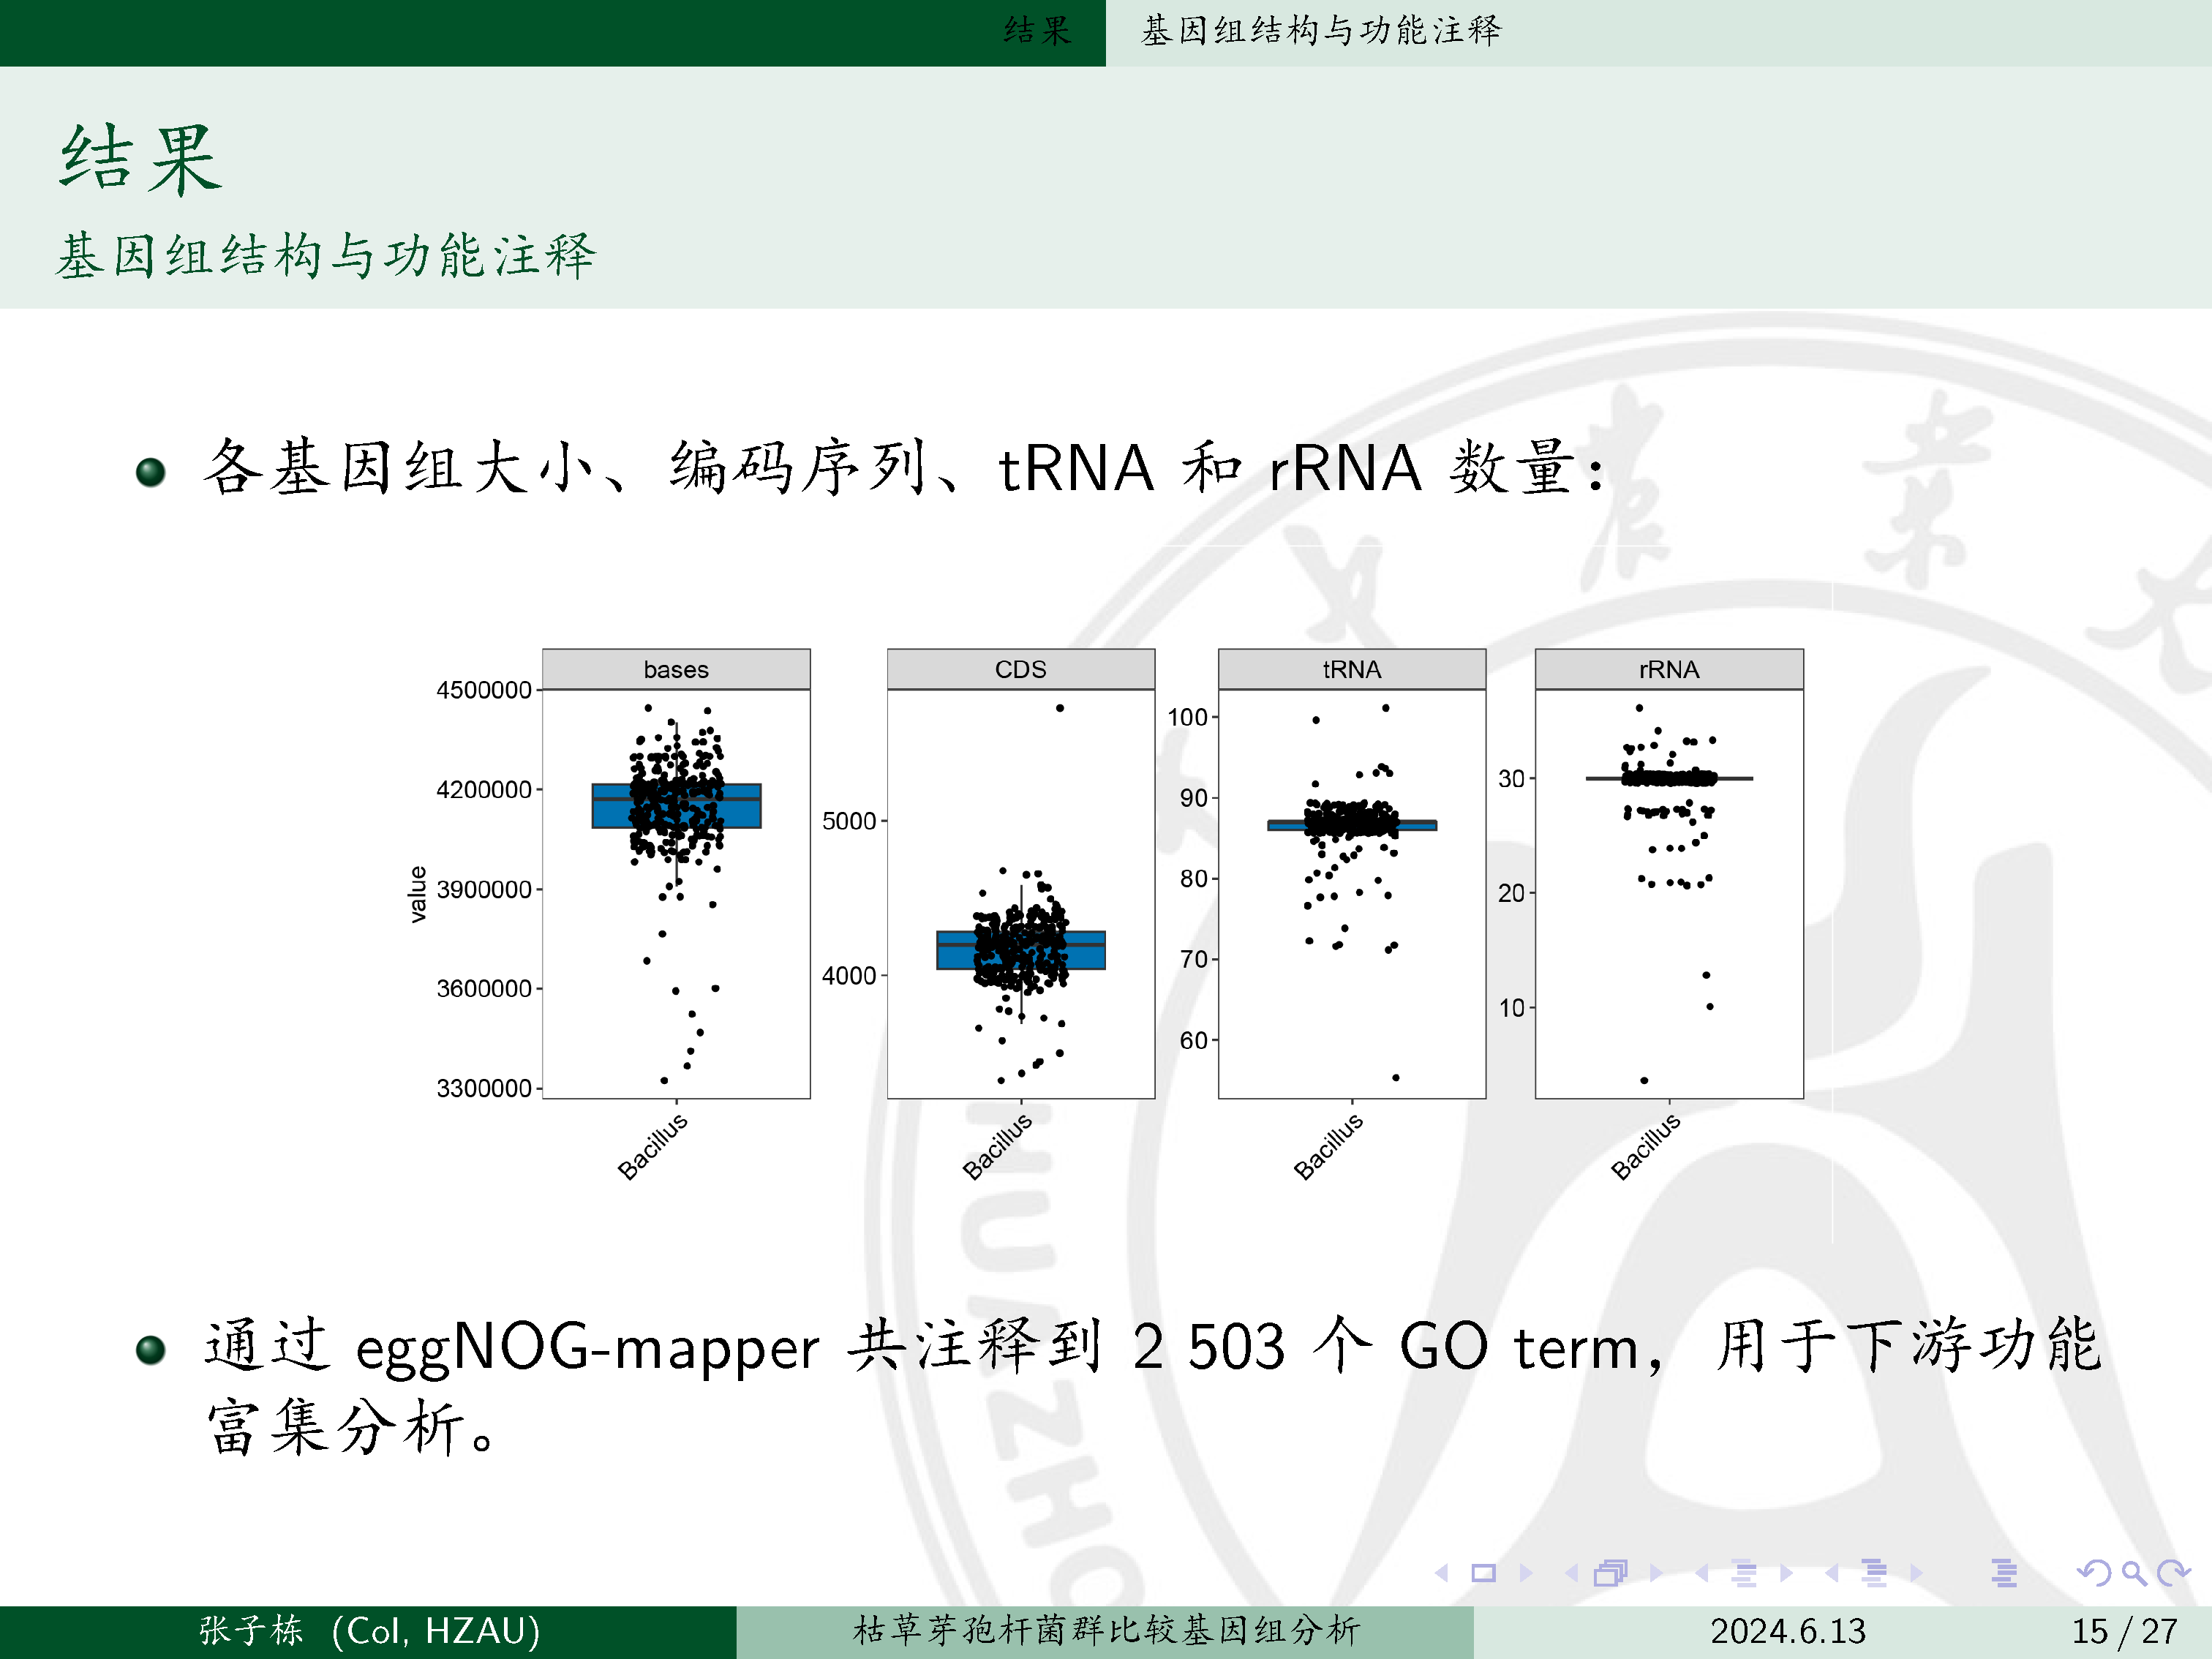 结果 基因组结构与功能注释
结果
基因组结构与功能注释
各基因组大小、编码序列、tRNA 和 rRNA 数量：
bases CDS tRNA rRNA
value
4500000
4200000
3900000
3600000
3300000
5000
4000
100
90
80
70
60
30
20
10
Bacillus Bacillus Bacillus Bacillus
通过 eggNOG-mapper 共注释到 2 503 个 GO term，用于下游功能
富集分析。
HUAZHO
张子栋 (CoI, HZAU) 枯草芽孢杆菌群比较基因组分析 2024.6.13 15 / 27